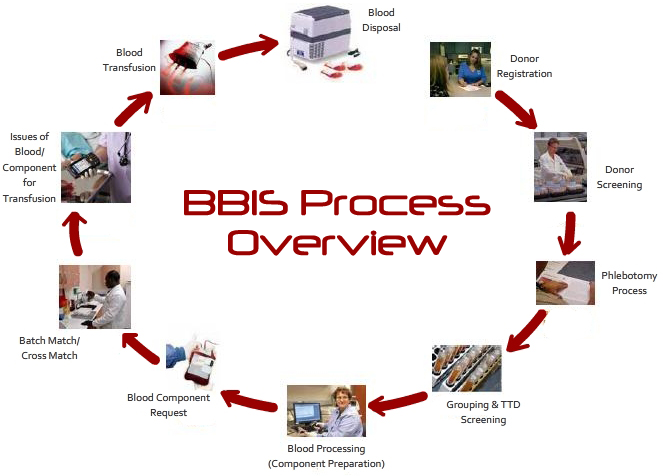 BBIS Process
Overview
Donor
Registration
Donor
Screening
Phlebotomy
Process
Grouping & TTD
Screening
Blood Processing
(Component Preparation)
Blood Component
Request
Batch Match/
Cross Match
Issues of
Blood/
Component
for
Transfusion
Blood
Transfusion
Blood
Disposal